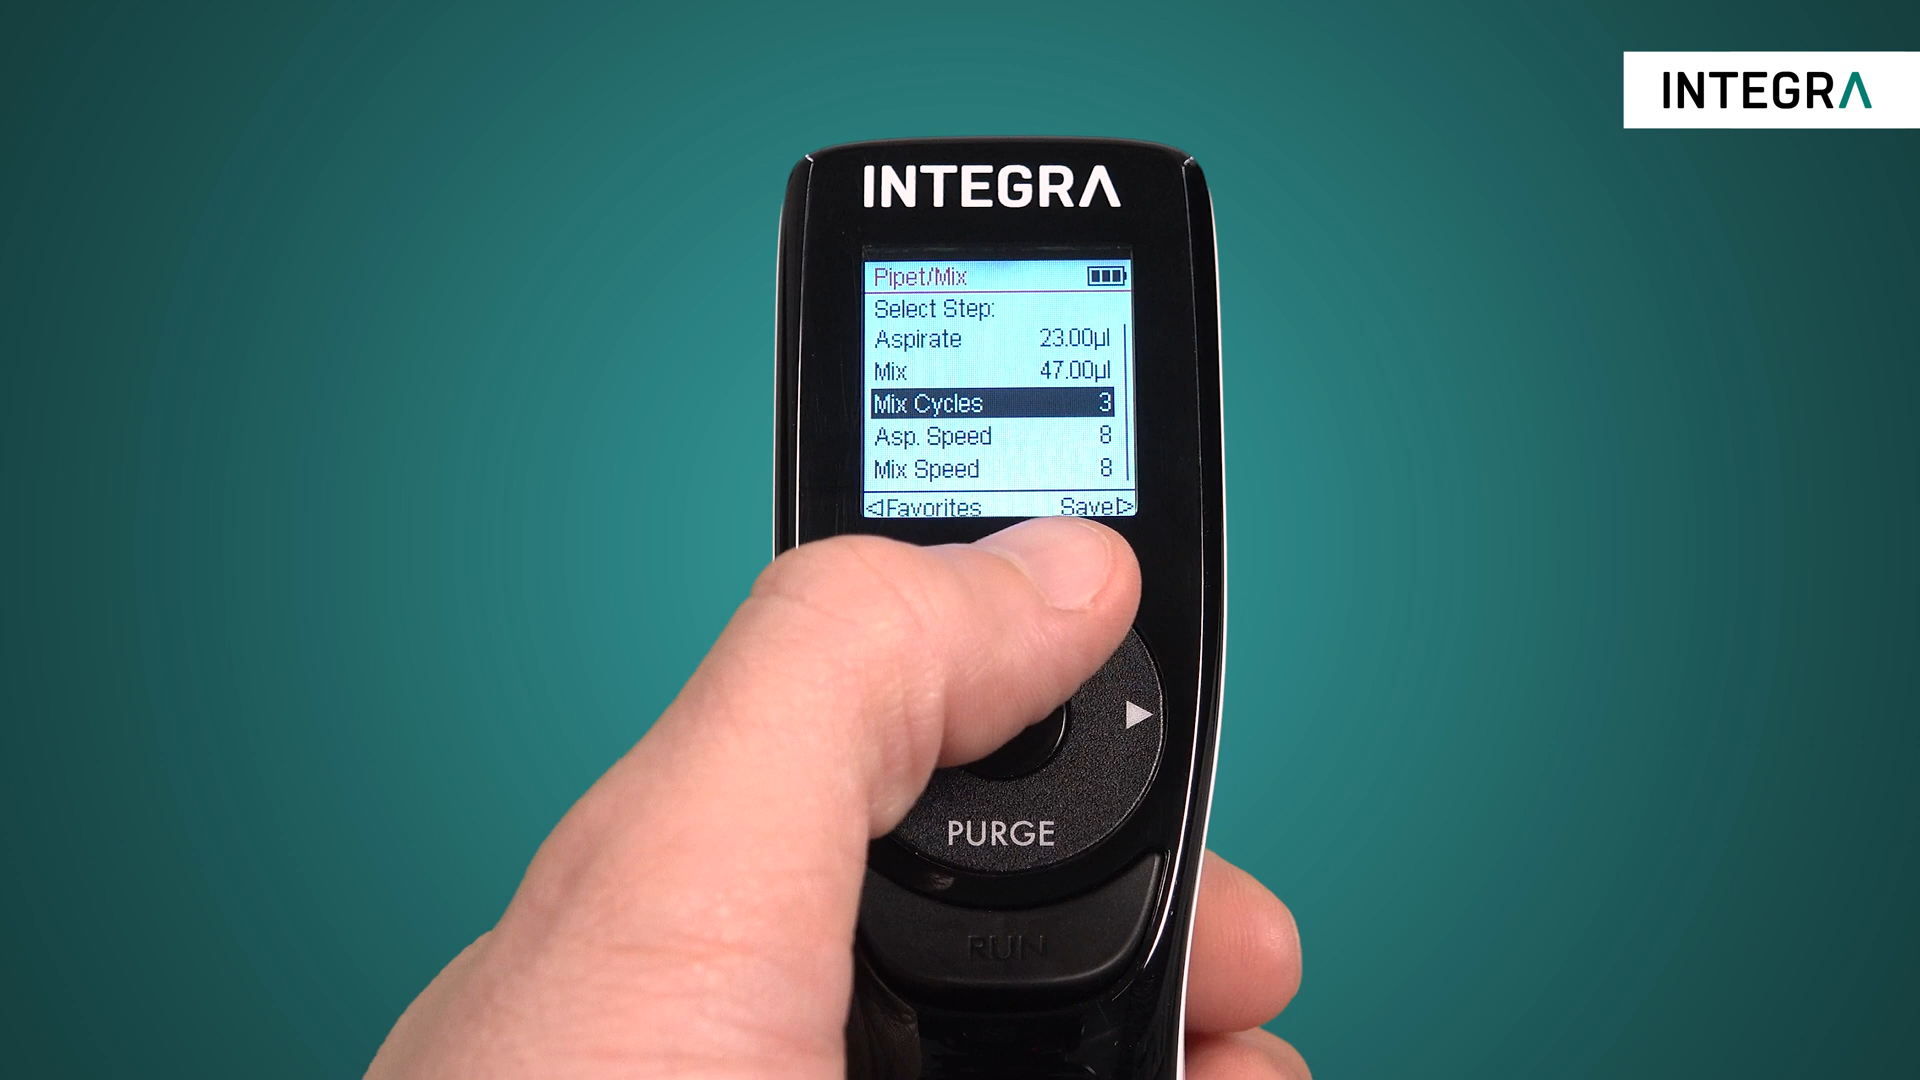 INTEGRA
INTEGRA
Pipet/Mix
Select Step:
Aspirate 23.00µl
Mix 47.00µl
Mix Cycles 3
Asp. Speed 8
Mix Speed 8
Favorites Save
PURGE
RUN